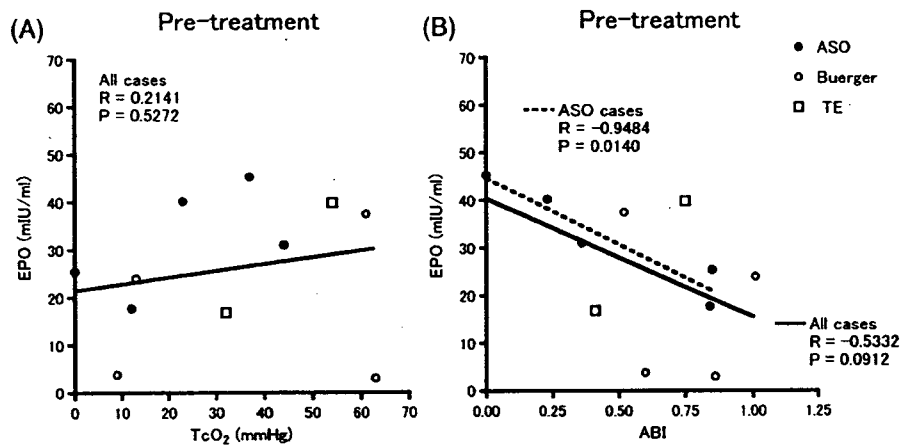 (A)
Pre-treatment
All cases
R = 0.2141
P = 0.5272
EPO (mIU/ml)
70
60
50
40
30
20
10
0
0 10 20 30 40 50 60 70
TcO₂ (mmHg)
(B)
Pre-treatment
ASO
Buerger
TE
ASO cases
R = -0.9484
P = 0.0140
All cases
R = -0.5332
P = 0.0912
EPO (mIU/ml)
70
60
50
40
30
20
10
0
0.00 0.25 0.50 0.75 1.00 1.25
ABI